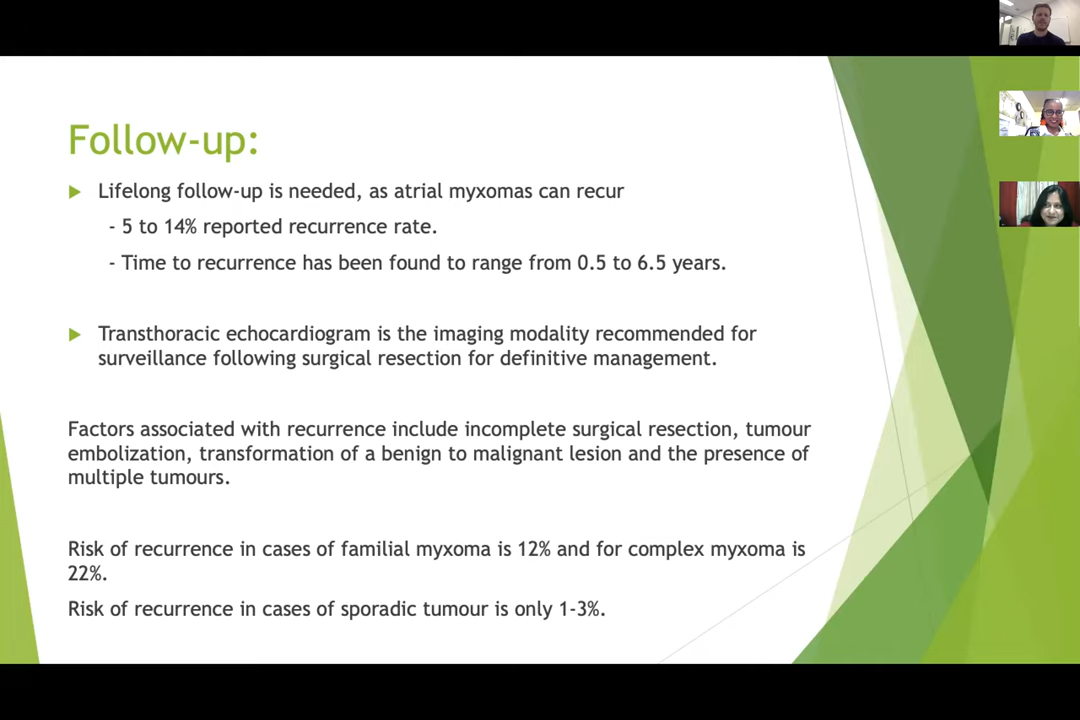 Follow-up:
Lifelong follow-up is needed, as atrial myxomas can recur
- 5 to 14% reported recurrence rate.
- Time to recurrence has been found to range from 0.5 to 6.5 years.
Transthoracic echocardiogram is the imaging modality recommended for
surveillance following surgical resection for definitive management.
Factors associated with recurrence include incomplete surgical resection, tumour
embolization, transformation of a benign to malignant lesion and the presence of
multiple tumours.
Risk of recurrence in cases of familial myxoma is 12% and for complex myxoma is
22%.
Risk of recurrence in cases of sporadic tumour is only 1-3%.